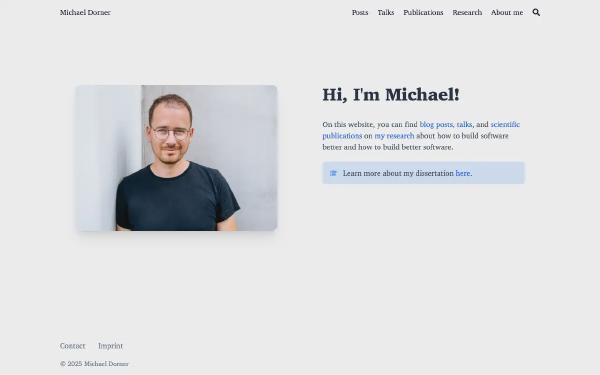 Michael Dorner
Posts Talks Publications Research About me
Hi, I'm Michael!
On this website, you can find blog posts, talks, and scientific
publications on my research about how to build software
better and how to build better software.
Learn more about my dissertation here.
Contact Imprint
© 2025 Michael Dorner